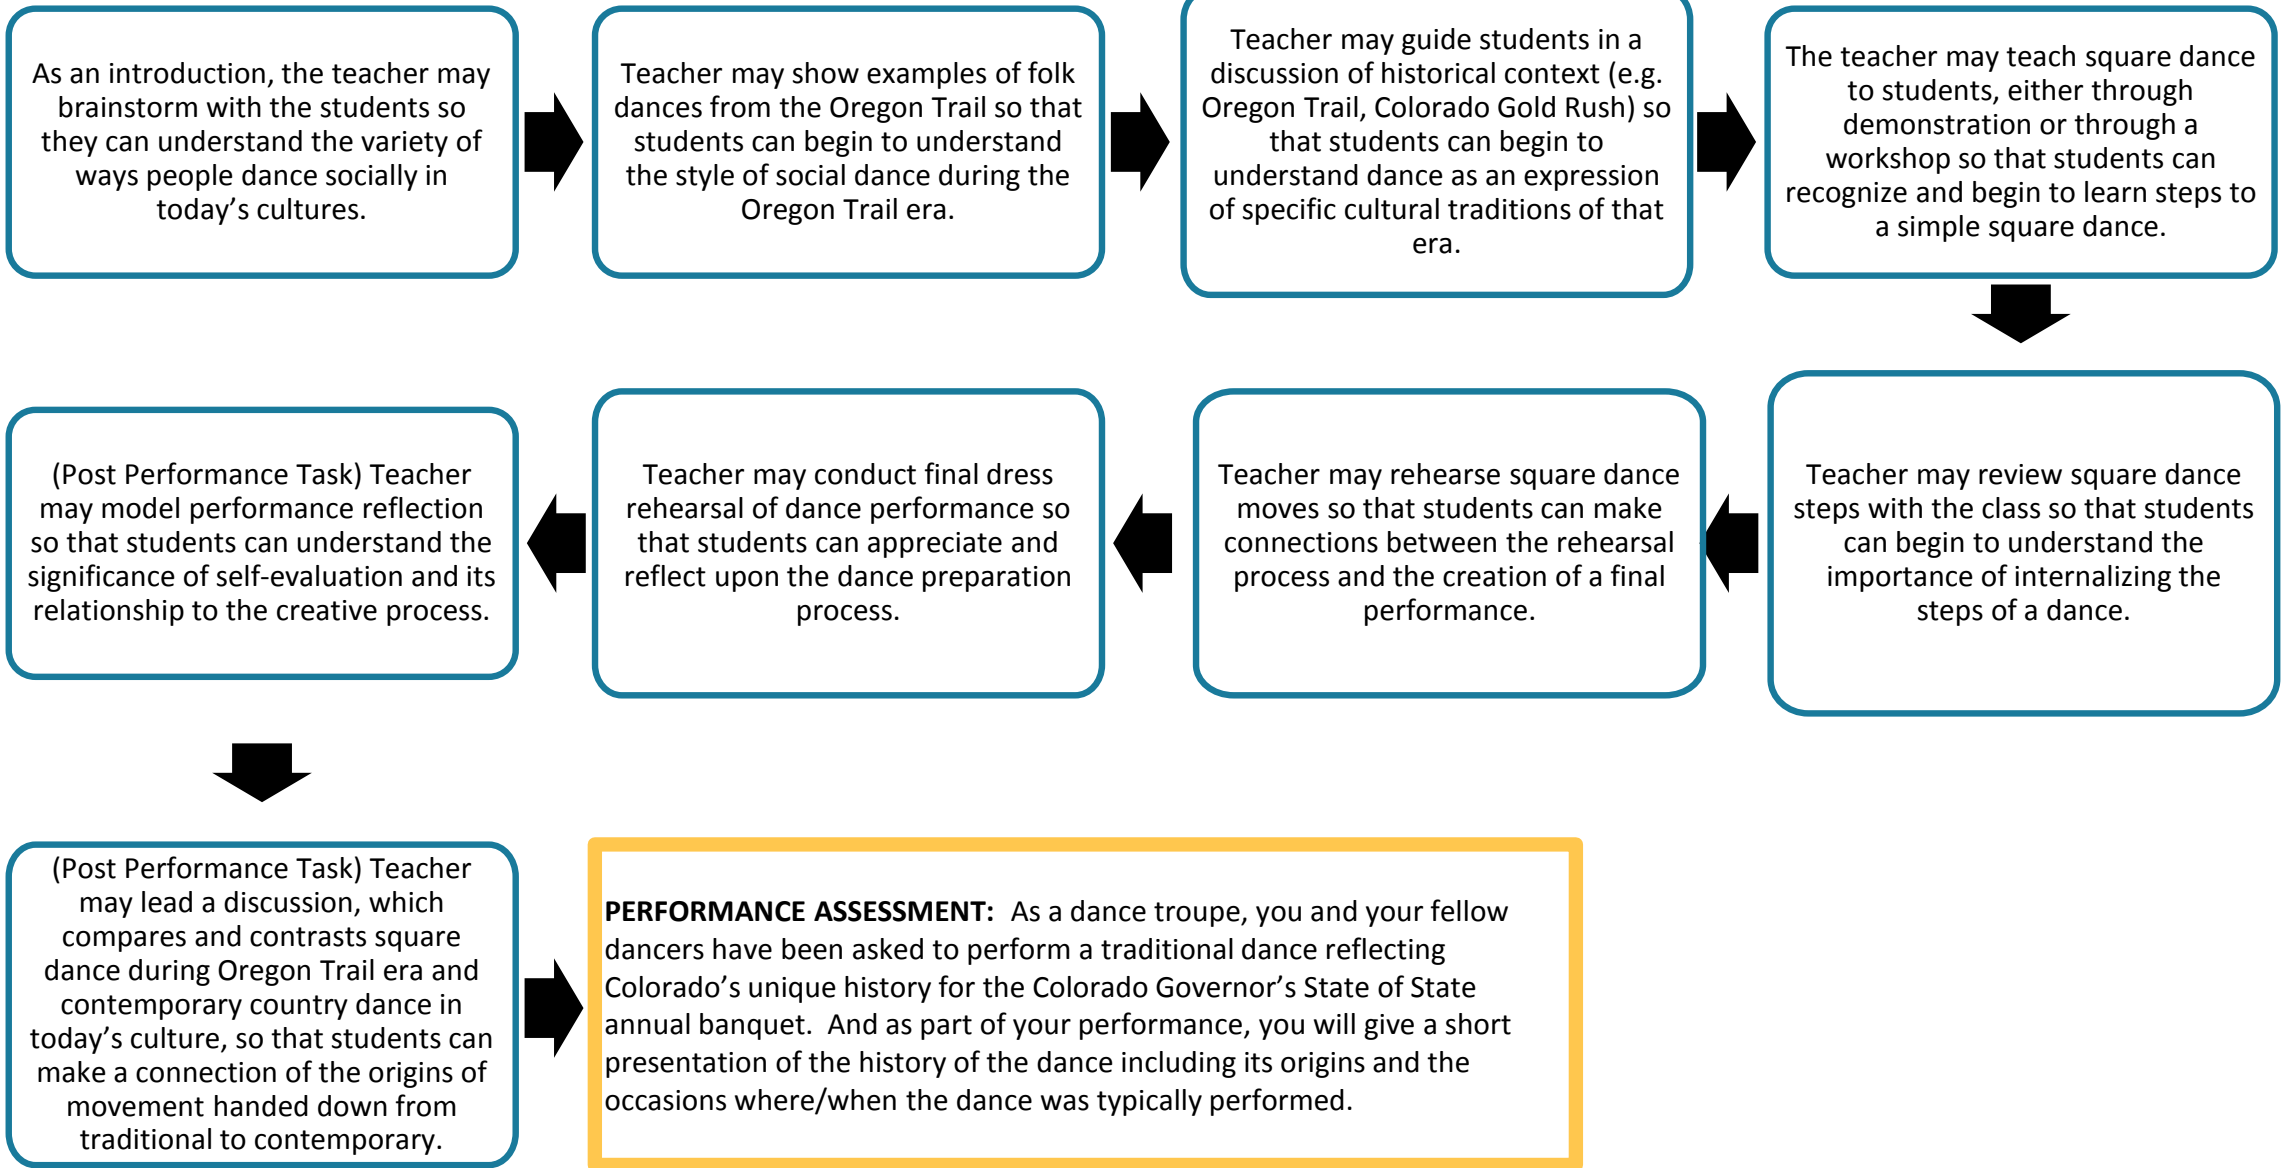 As an introduction, the teacher may
brainstorm with the students so
they can understand the variety of
ways people dance socially in
today's cultures.
Teacher may show examples of folk
dances from the Oregon Trail so that
students can begin to understand
the style of social dance during the
Oregon Trail era.
Teacher may guide students in a
discussion of historical context (e.g.
Oregon Trail, Colorado Gold Rush) so
that students can begin to
understand dance as an expression
of specific cultural traditions of that
era.
The teacher may teach square dance
to students, either through
demonstration or through a
workshop so that students can
recognize and begin to learn steps to
a simple square dance.
Teacher may review square dance
steps with the class so that students
can begin to understand the
importance of internalizing the
steps of a dance.
Teacher may rehearse square dance
moves so that students can make
connections between the rehearsal
process and the creation of a final
performance.
Teacher may conduct final dress
rehearsal of dance performance so
that students can appreciate and
reflect upon the dance preparation
process.
(Post Performance Task) Teacher
may model performance reflection
so that students can understand the
significance of self-evaluation and its
relationship to the creative process.
(Post Performance Task) Teacher
may lead a discussion, which
compares and contrasts square
dance during Oregon Trail era and
contemporary country dance in
today's culture, so that students can
make a connection of the origins of
movement handed down from
traditional to contemporary.
PERFORMANCE ASSESSMENT: As a dance troupe, you and your fellow
dancers have been asked to perform a traditional dance reflecting
Colorado's unique history for the Colorado Governor's State of State
annual banquet. And as part of your performance, you will give a short
presentation of the history of the dance including its origins and the
occasions where/when the dance was typically performed.